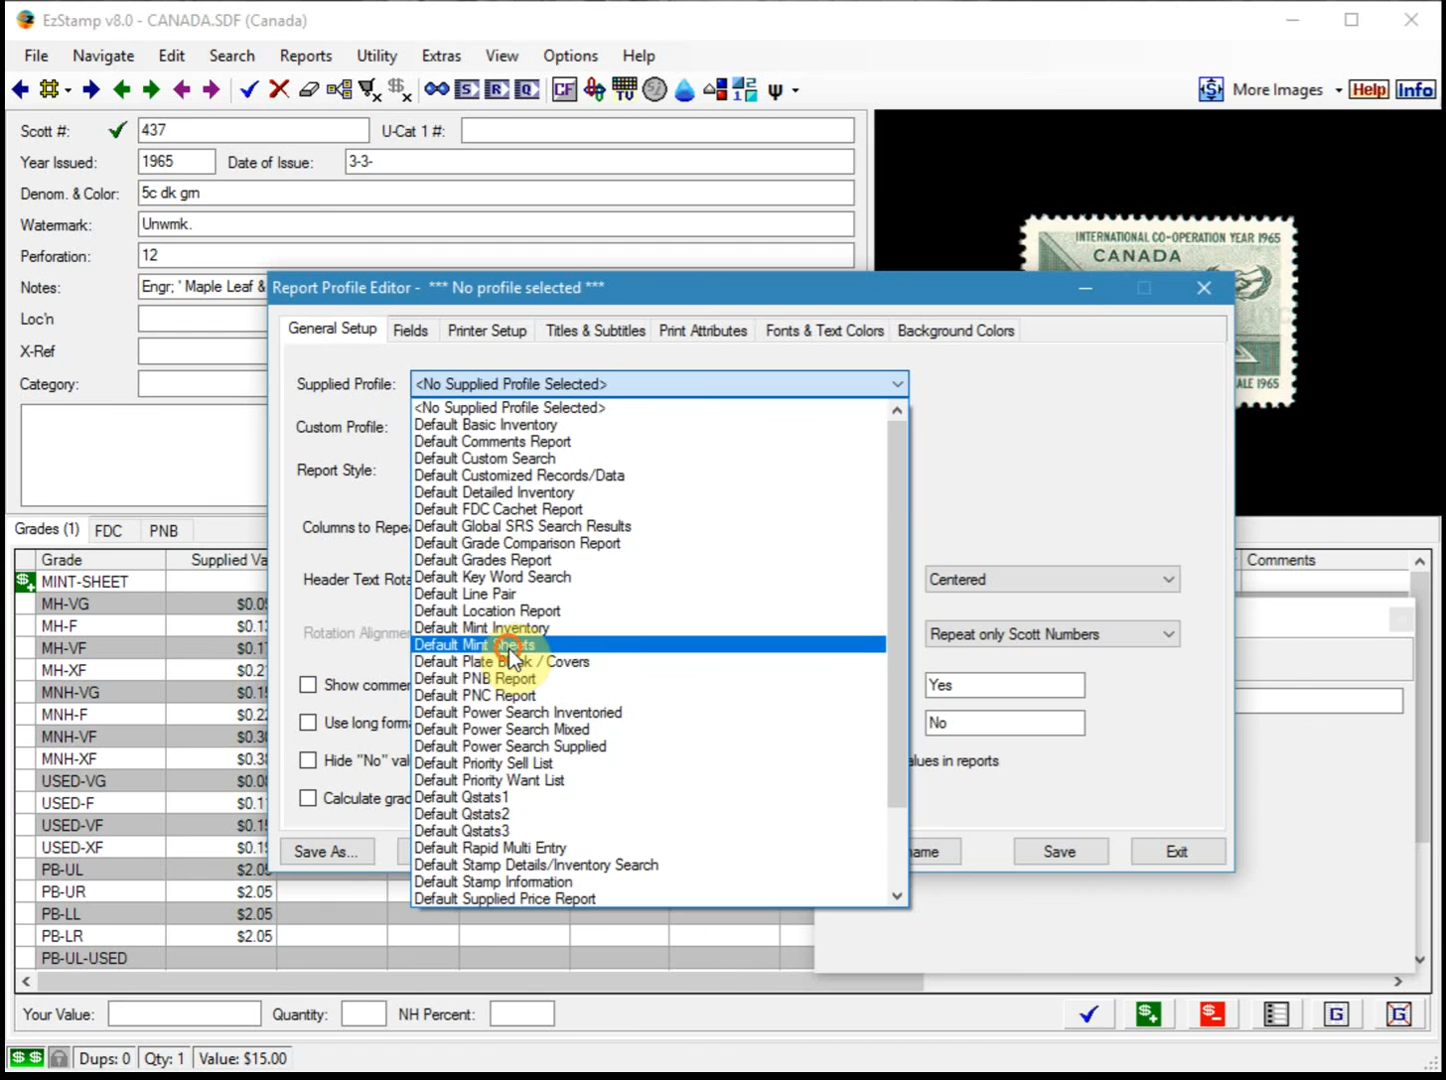 EzStamp v8.0 - CANADA.SDF (Canada)
File Navigate Edit Search Reports Utility Extras View Options Help
S R Q CF TV SJ 1 2 More Images Help Info
Scott #: 437 U-Cat 1 #:
Year Issued: 1965 Date of Issue: 3-3-
Denom. & Color: 5c dk grn
Watermark: Unwmk.
Perforation: 12
Notes: Engr; ' Maple Leaf &
Loc'n
X-Ref
Category:
INTERNATIONAL CO-OPERATION YEAR 1965
CANADA
ALE 1965
Report Profile Editor - *** No profile selected ***
General Setup Fields Printer Setup Titles & Subtitles Print Attributes Fonts & Text Colors Background Colors
Supplied Profile: <No Supplied Profile Selected>
Custom Profile:
Report Style:
Columns to Repea
Header Text Rota
Rotation Alignmen
Show commen
Use long forma
Hide "No" val
Calculate grad
<No Supplied Profile Selected>
Default Basic Inventory
Default Comments Report
Default Custom Search
Default Customized Records/Data
Default Detailed Inventory
Default FDC Cachet Report
Default Global SRS Search Results
Default Grade Comparison Report
Default Grades Report
Default Key Word Search
Default Line Pair
Default Location Report
Default Mint Inventory
Default Mint Sheets
Default Plate Block / Covers
Default PNB Report
Default PNC Report
Default Power Search Inventoried
Default Power Search Mixed
Default Power Search Supplied
Default Priority Sell List
Default Priority Want List
Default Qstats1
Default Qstats2
Default Qstats3
Default Rapid Multi Entry
Default Stamp Details/Inventory Search
Default Stamp Information
Default Supplied Price Report
Centered
Repeat only Scott Numbers
Yes
No
alues in reports
Save As... ame Save Exit
Grades (1) FDC PNB
Grade Supplied Va Comments
MINT-SHEET
MH-VG $0.0
MH-F $0.1
MH-VF $0.1
MH-XF $0.2
MNH-VG $0.1
MNH-F $0.2
MNH-VF $0.3
MNH-XF $0.3
USED-VG $0.0
USED-F $0.1
USED-VF $0.1
USED-XF $0.1
PB-UL $2.0
PB-UR $2.05
PB-LL $2.05
PB-LR $2.05
PB-UL-USED
Your Value: Quantity: NH Percent:
$+ $- G G
$ $ Dups: 0 Qty: 1 Value: $15.00